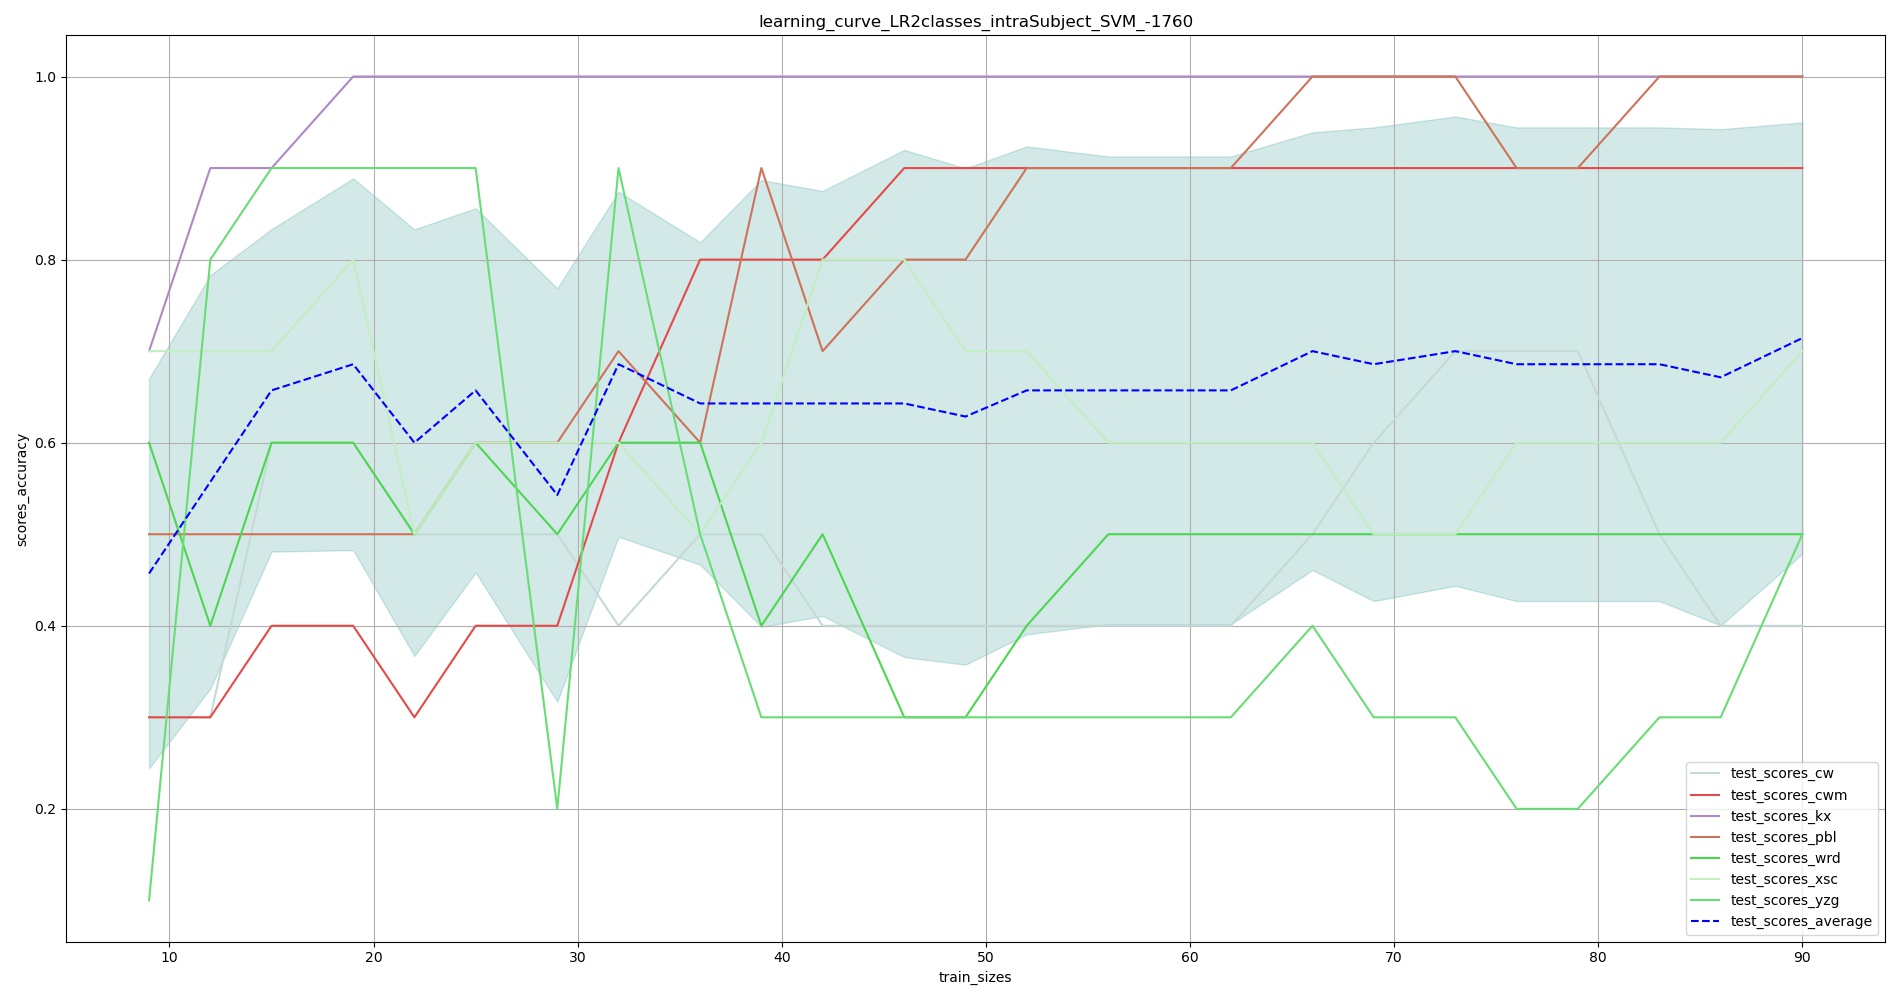 learning_curve_LR2classes_intraSubject_SVM_-1760
scores_accuracy
1.0
0.8
0.6
0.4
0.2
10 20 30 40 50 60 70 80 90
train_sizes
test_scores_cw
test_scores_cwm
test_scores_kx
test_scores_pbl
test_scores_wrd
test_scores_xsc
test_scores_yzg
test_scores_average